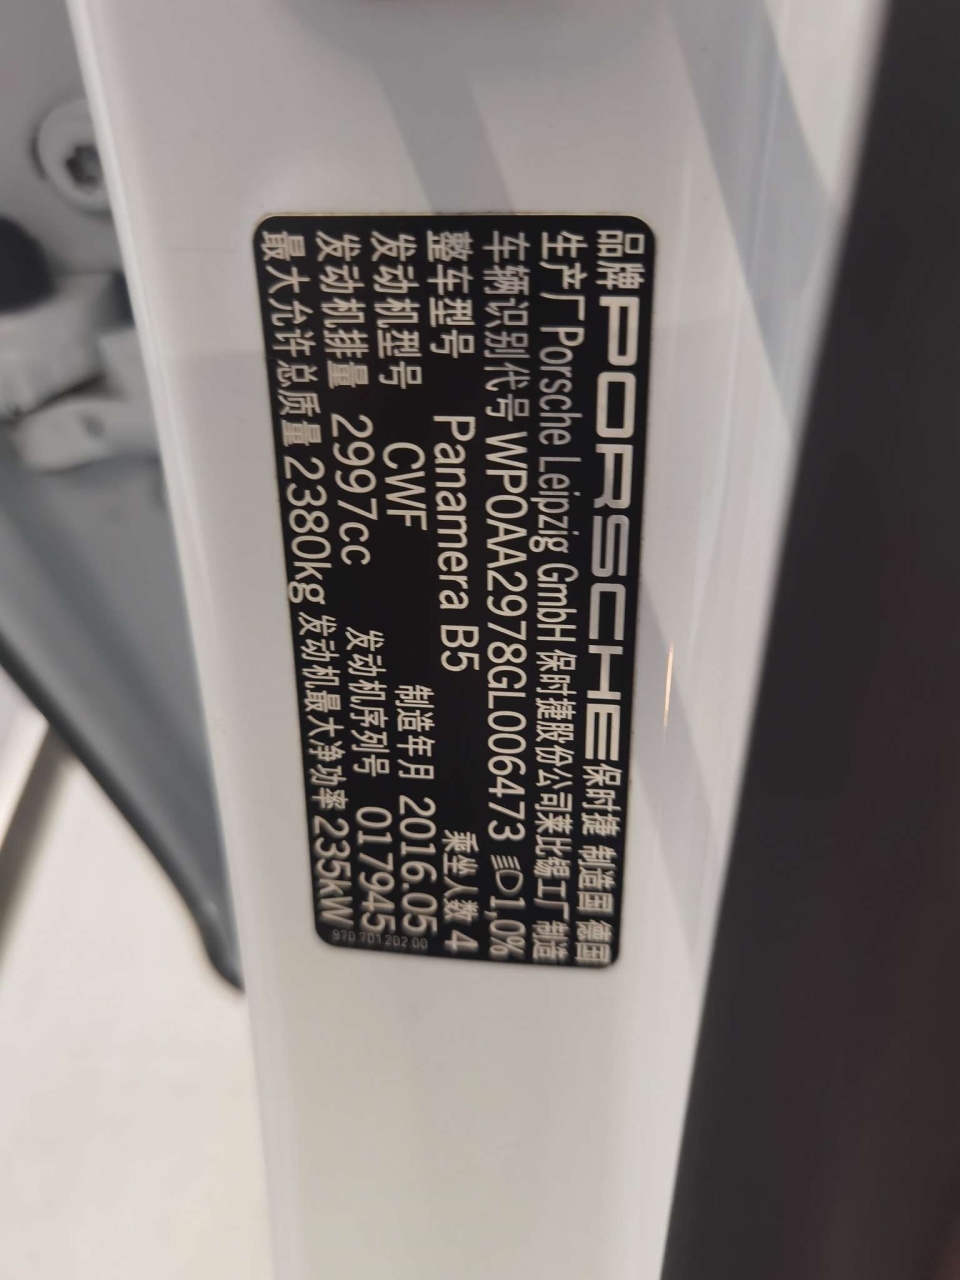 品牌 PORSCHE 保时捷 制造国 德国
生产厂 Porsche Leipzig GmbH 保时捷股份公司莱比锡工厂制造
车辆识别代号 WP0AA2978GL006473 1,0%
整车型号 Panamera B5 乘坐人数 4
发动机型号 CWF 制造年月 2016.05
发动机排量 2997cc 发动机序列号 017945
最大允许总质量 2380kg 发动机最大净功率 235kW
970.701.202.00